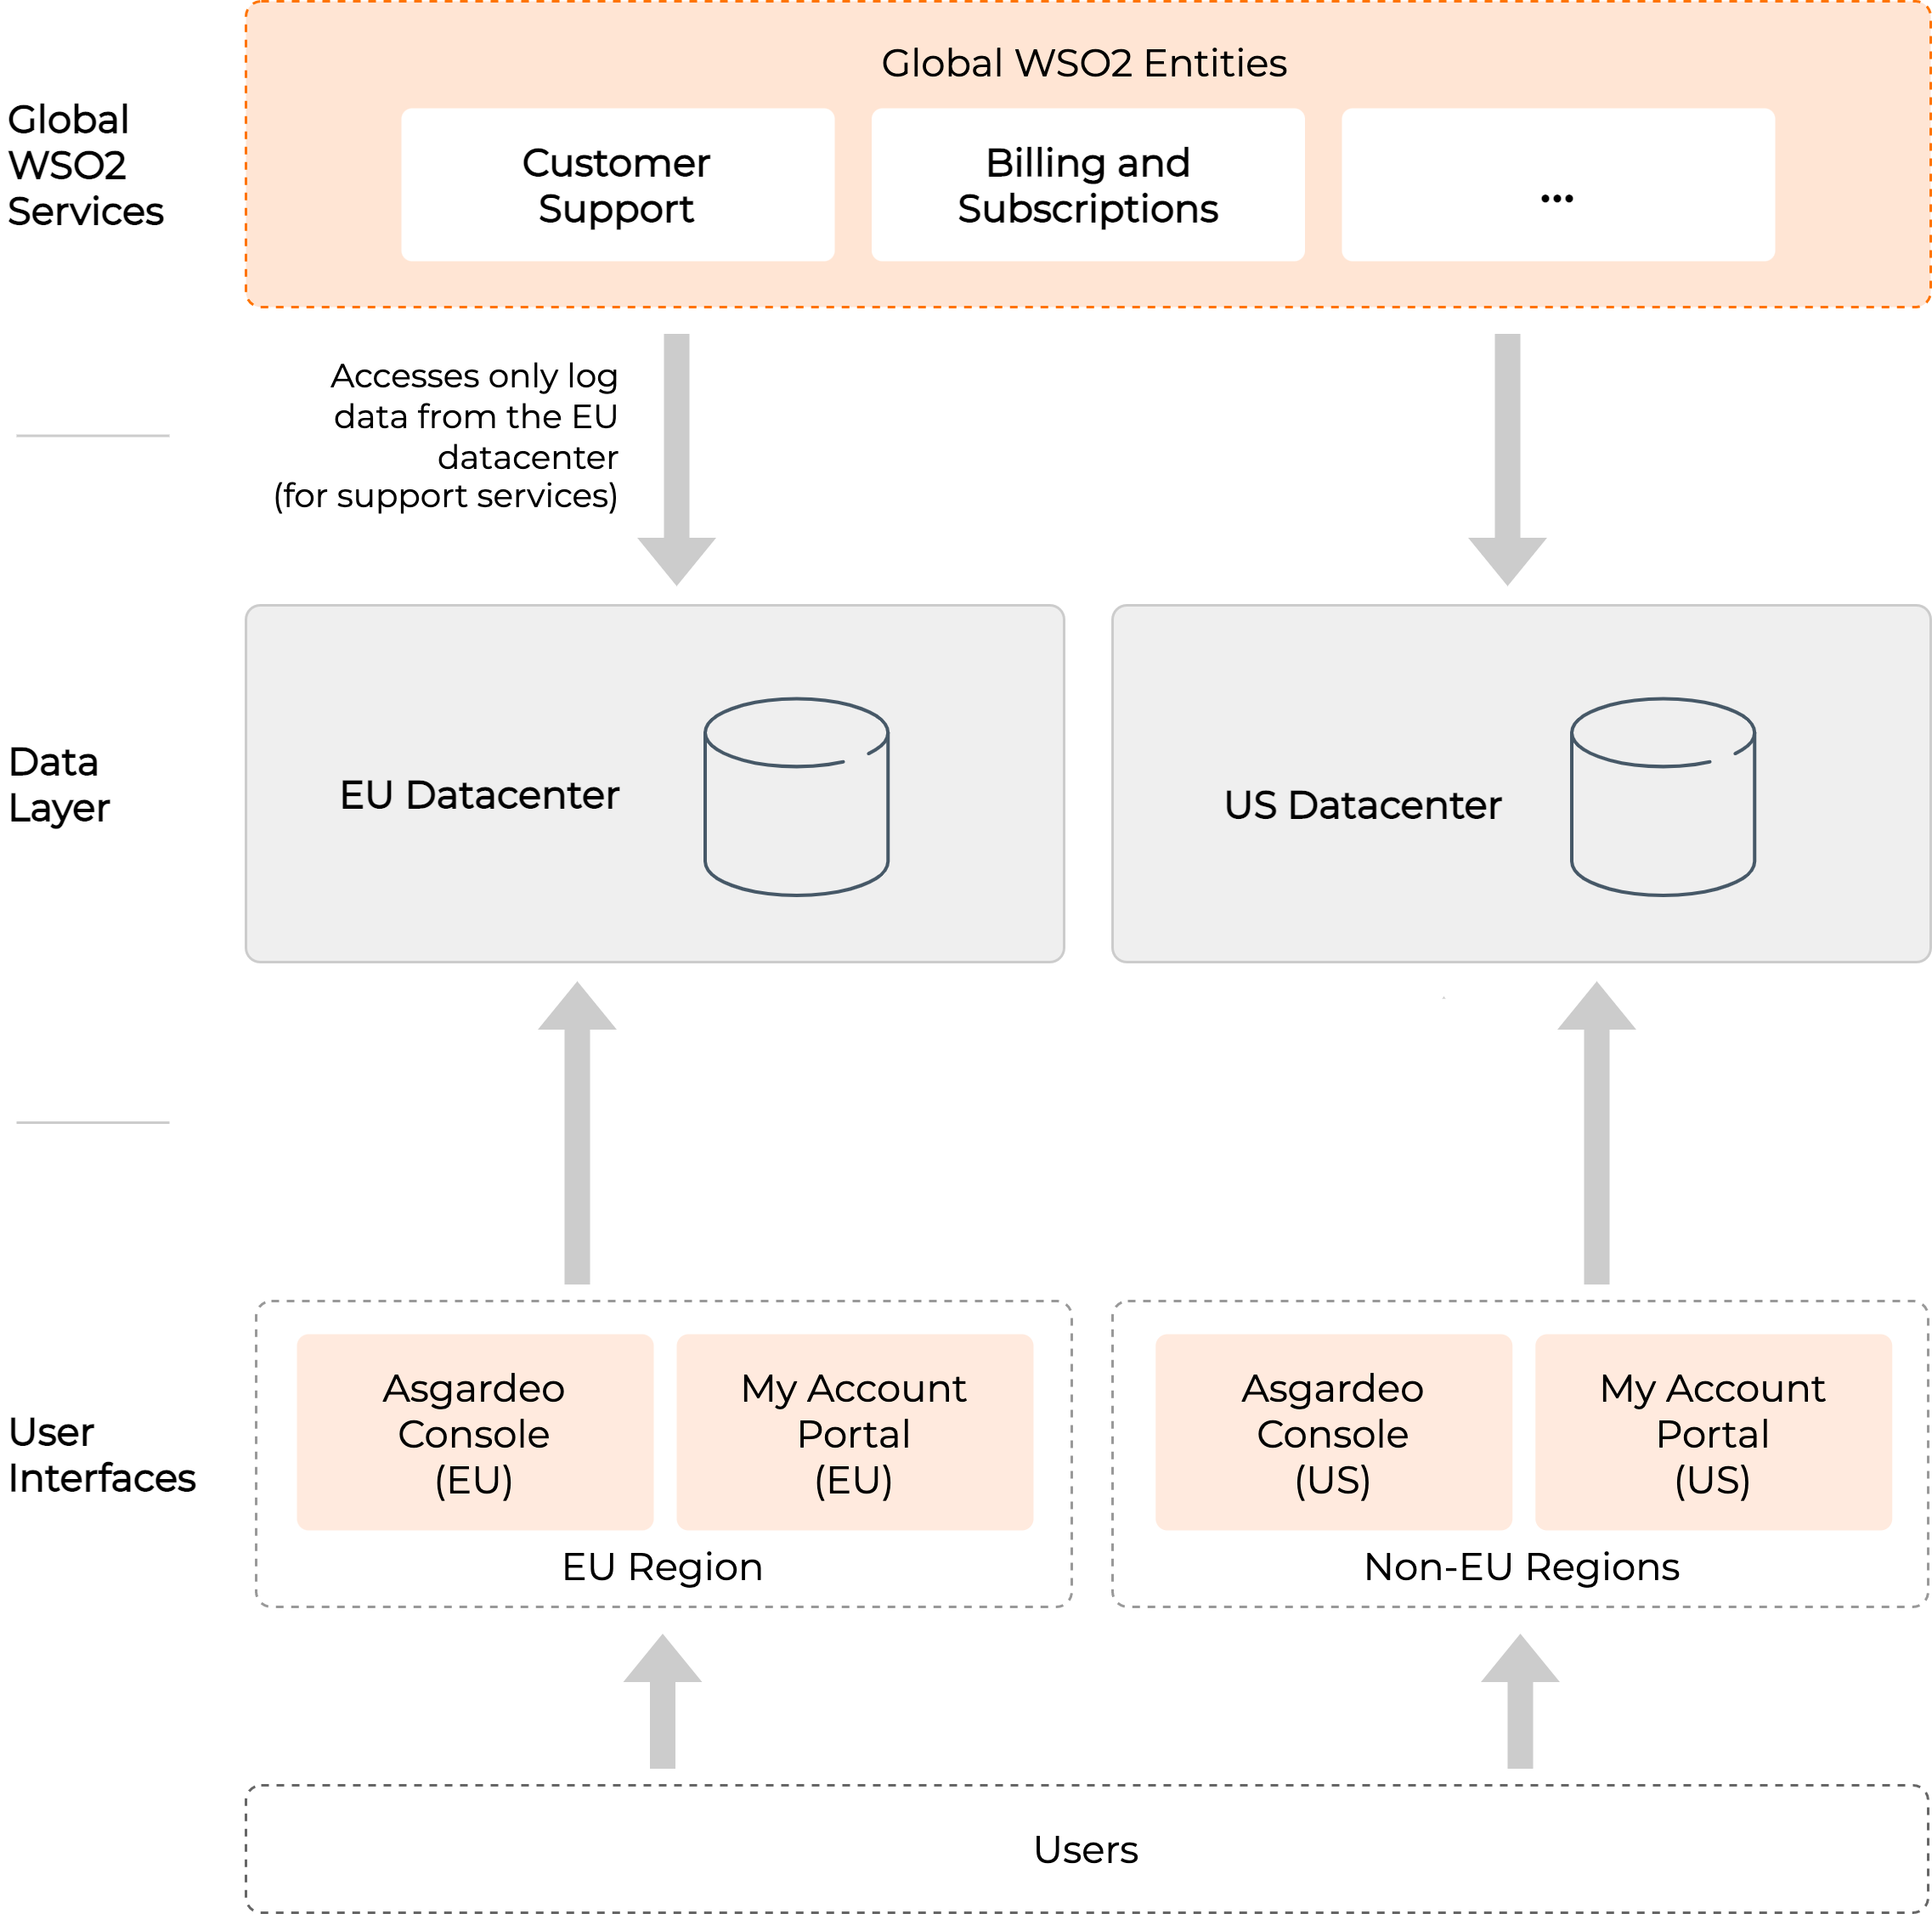 Global WSO2 Entities
Global
WSO2
Services
Customer
Support
Billing and
Subscriptions
...
Accesses only log
data from the EU
datacenter
(for support services)
Data
Layer
EU Datacenter
US Datacenter
User
Interfaces
Asgardeo
Console
(EU)
My Account
Portal
(EU)
EU Region
Asgardeo
Console
(US)
My Account
Portal
(US)
Non-EU Regions
Users